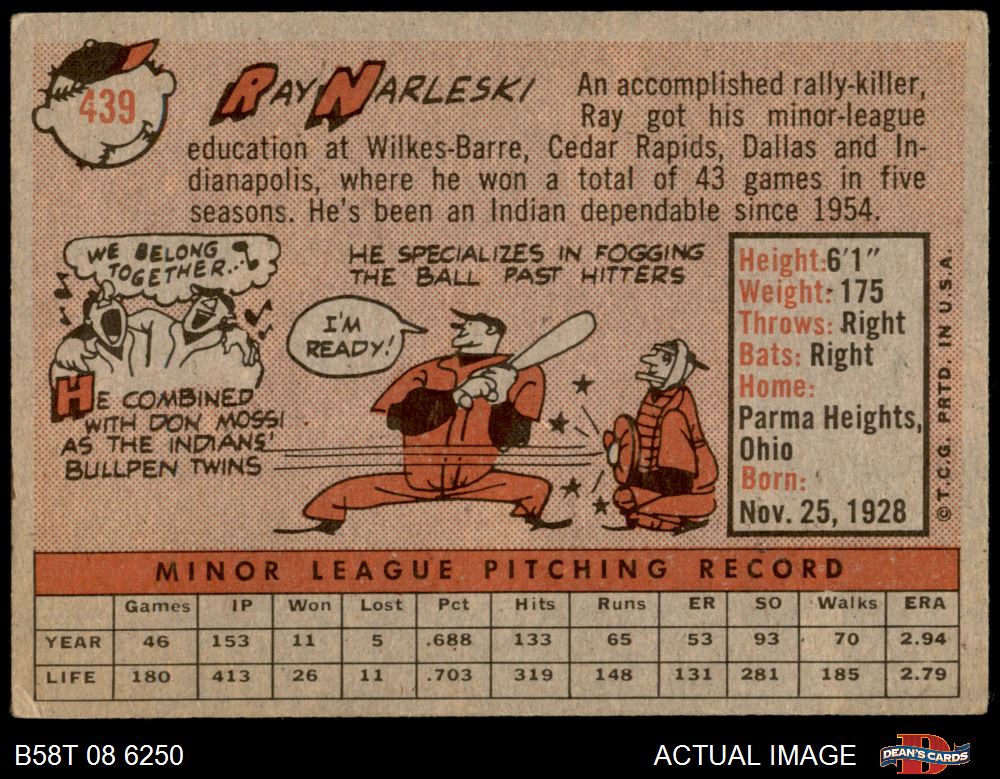 439
RAY NARLESKI
An accomplished rally-killer,
Ray got his minor-league
education at Wilkes-Barre, Cedar Rapids, Dallas and In-
dianapolis, where he won a total of 43 games in five
seasons. He's been an Indian dependable since 1954.
WE BELONG
TOGETHER..
HE COMBINED
WITH DON MOSSI
AS THE INDIANS'
BULLPEN TWINS
HE SPECIALIZES IN FOGGING
THE BALL PAST HITTERS
I'M
READY!
Height: 6'1"
Weight: 175
Throws: Right
Bats: Right
Home:
Parma Heights,
Ohio
Born:
Nov. 25, 1928
© T.C.G. PRTD. IN U.S.A.
MINOR LEAGUE PITCHING RECORD
Games IP Won Lost Pct Hits Runs ER SO Walks ERA
YEAR 46 153 11 5 .688 133 65 53 93 70 2.94
LIFE 180 413 26 11 .703 319 148 131 281 185 2.79
B58T 08 6250
ACTUAL IMAGE
D
DEAN'S CARDS